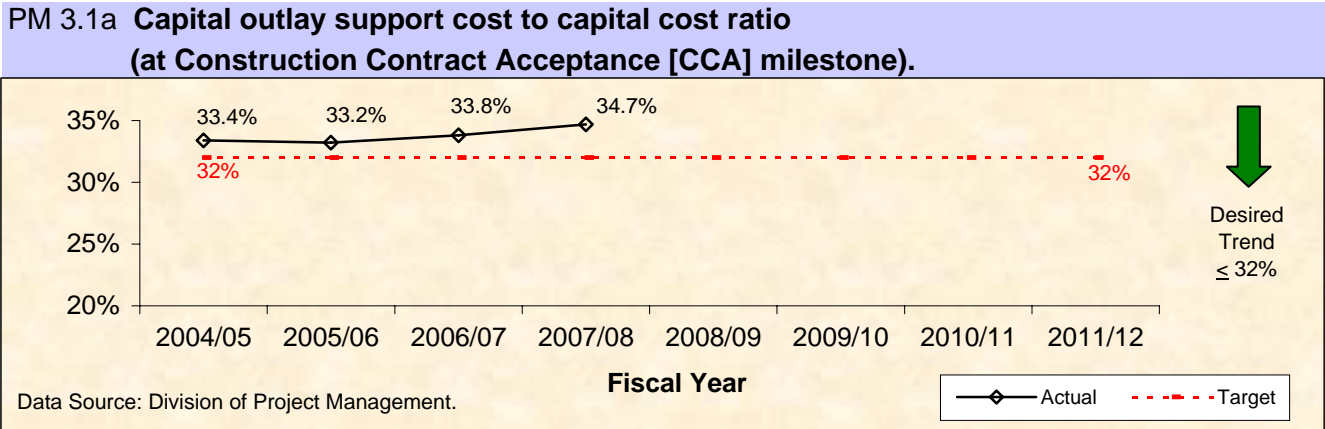 PM 3.1a Capital outlay support cost to capital cost ratio
(at Construction Contract Acceptance [CCA] milestone).
35%
30%
25%
20%
33.4%
33.2%
33.8%
34.7%
32%
32%
Desired
Trend
≤ 32%
2004/05 2005/06 2006/07 2007/08 2008/09 2009/10 2010/11 2011/12
Fiscal Year
Data Source: Division of Project Management.
Actual
Target